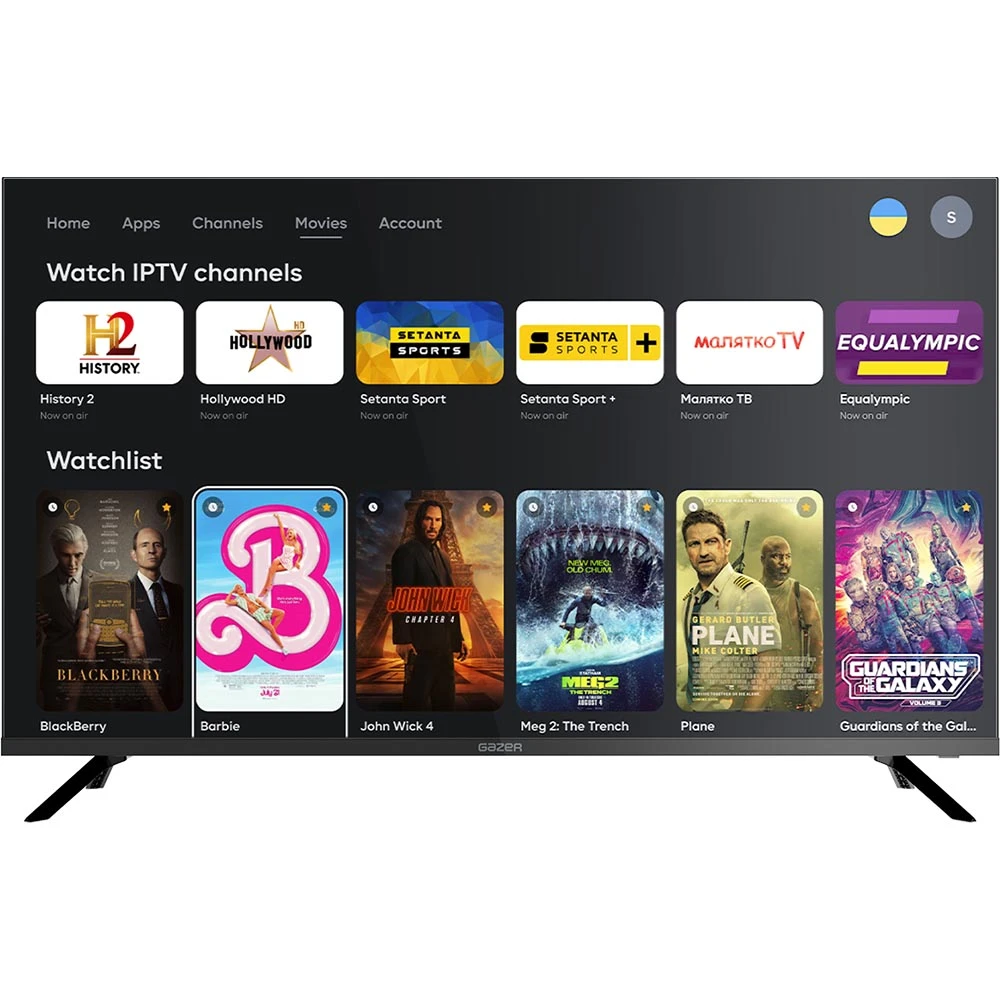 Home Apps Channels Movies Account S
Watch IPTV channels
H2 HISTORY
HOLLYWOOD HD
SETANTA SPORTS
SETANTA SPORTS +
малятко TV
EQUALYMPIC
History 2 Hollywood HD Setanta Sport Setanta Sport + Малятко ТВ Equalympic
Now on air Now on air Now on air Now on air Now on air Now on air
Watchlist
BLACKBERRY
B
July 21
JOHN WICK
CHAPTER 4
NEW MEG.
OLD CHUM.
MEG2
THE TRENCH
AUGUST 4
GERARD BUTLER
PLANE
MIKE COLTER
GUARDIANS
OF THE GALAXY
VOLUME 3
BlackBerry Barbie John Wick 4 Meg 2: The Trench Plane Guardians of the Gal...
GAZER